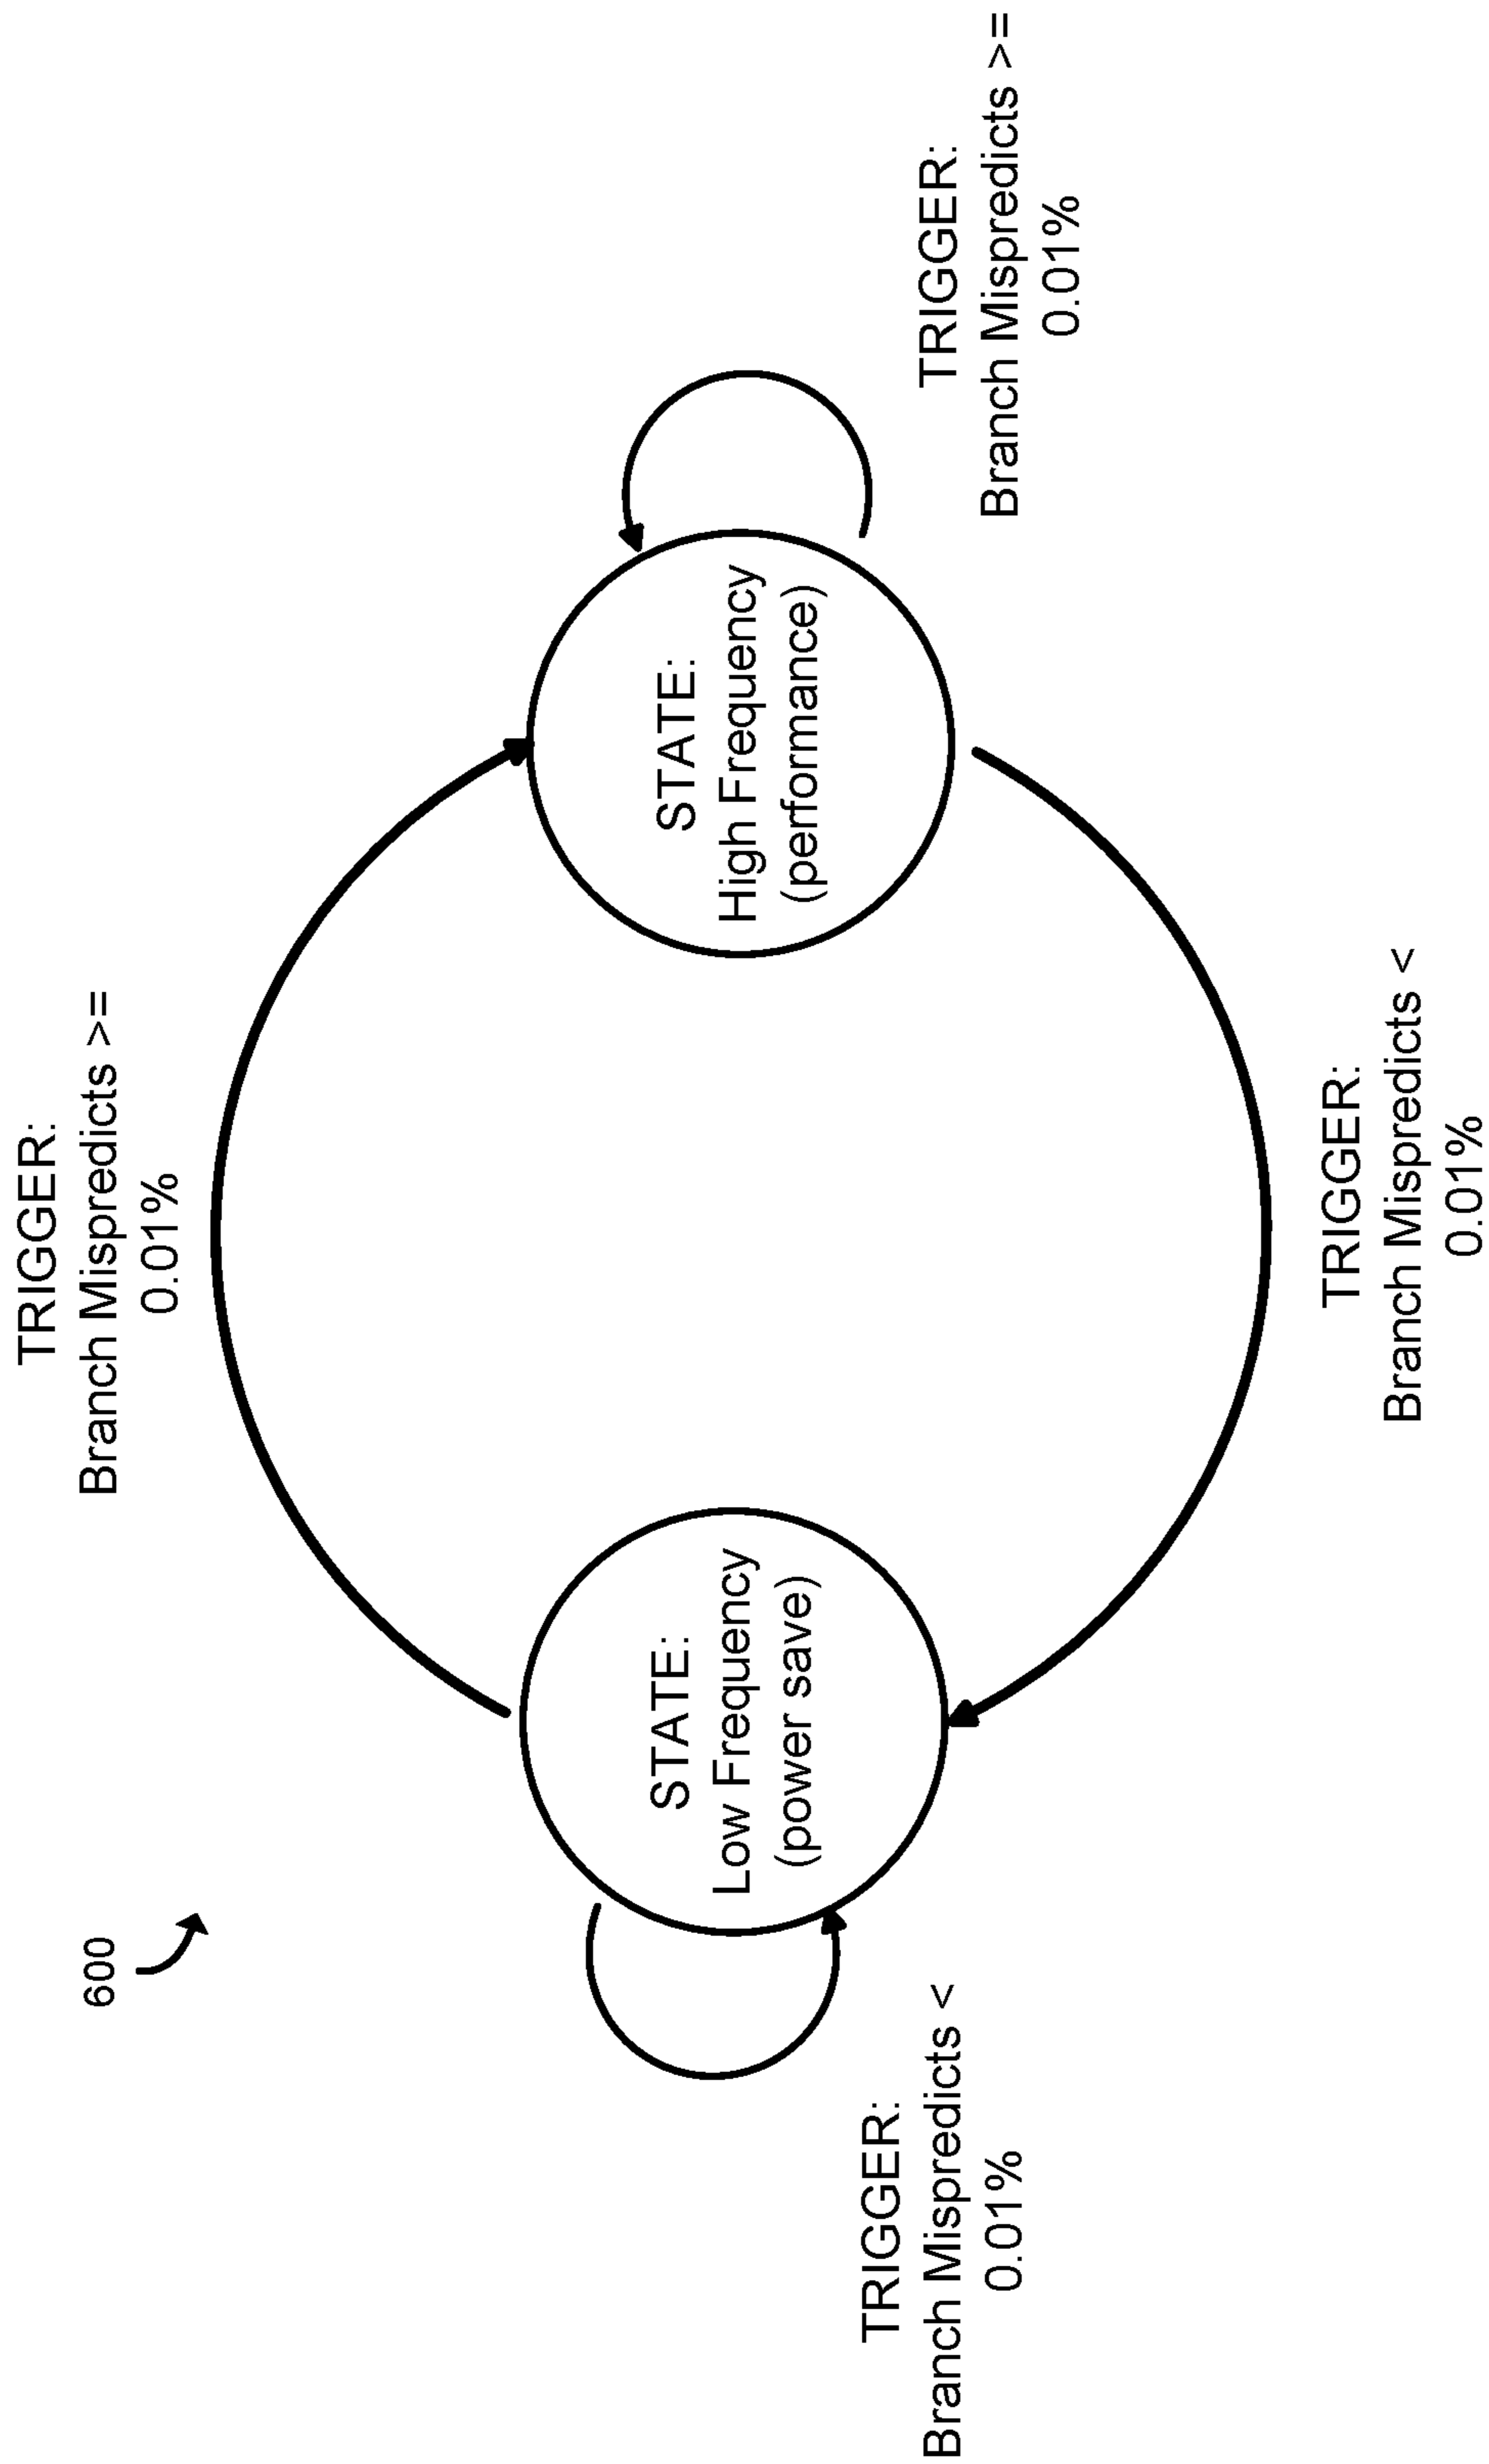 600
TRIGGER:
Branch Mispredicts >=
0.01%
STATE:
Low Frequency
(power save)
STATE:
High Frequency
(performance)
TRIGGER:
Branch Mispredicts <
0.01%
TRIGGER:
Branch Mispredicts >=
0.01%
TRIGGER:
Branch Mispredicts <
0.01%